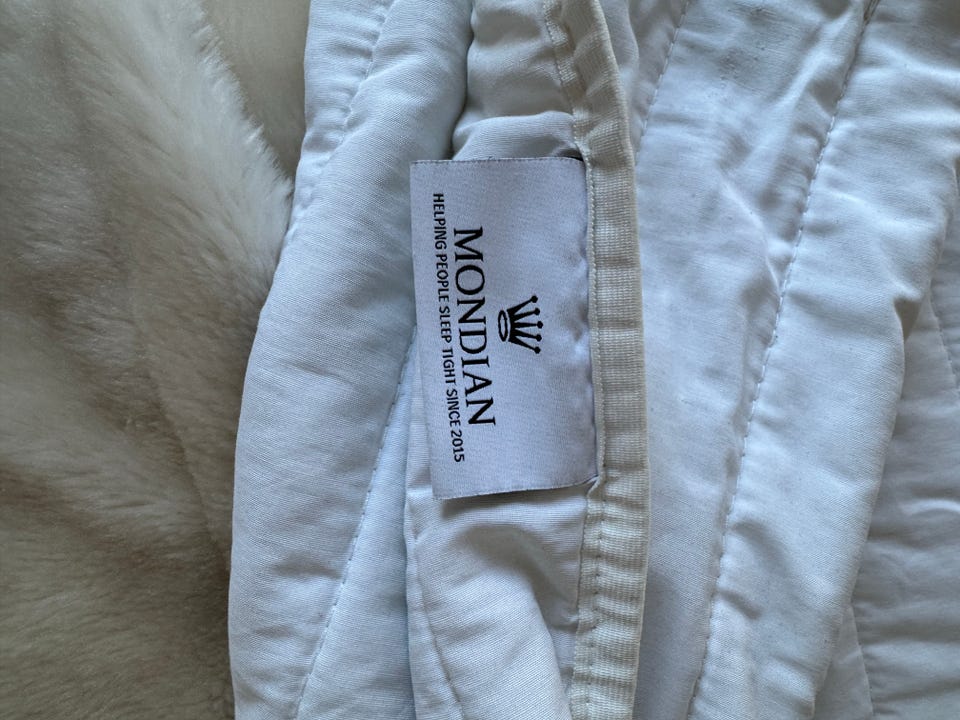 MONDIAN
HELPING PEOPLE SLEEP TIGHT SINCE 2015